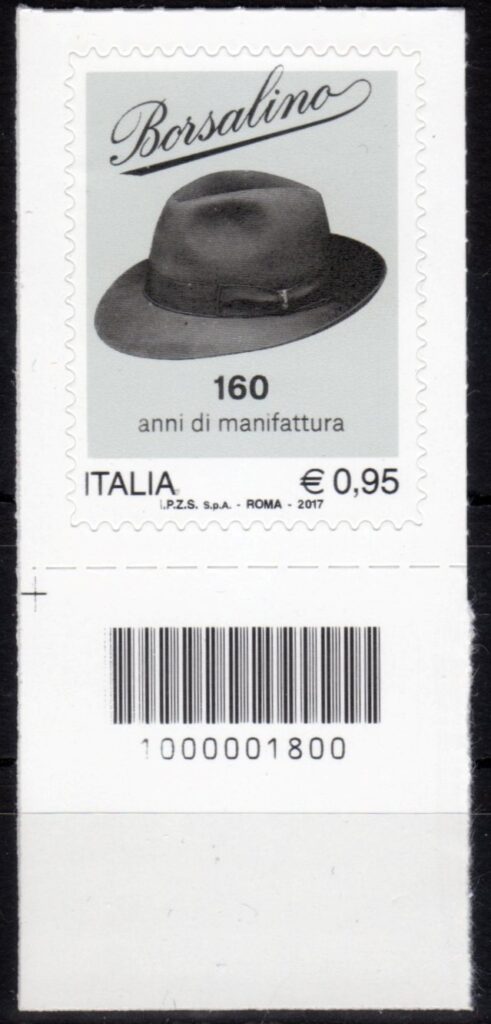 Borsalino
160
anni di manifattura
ITALIA € 0,95
I.P.Z.S. S.p.A. - ROMA - 2017
1000001800